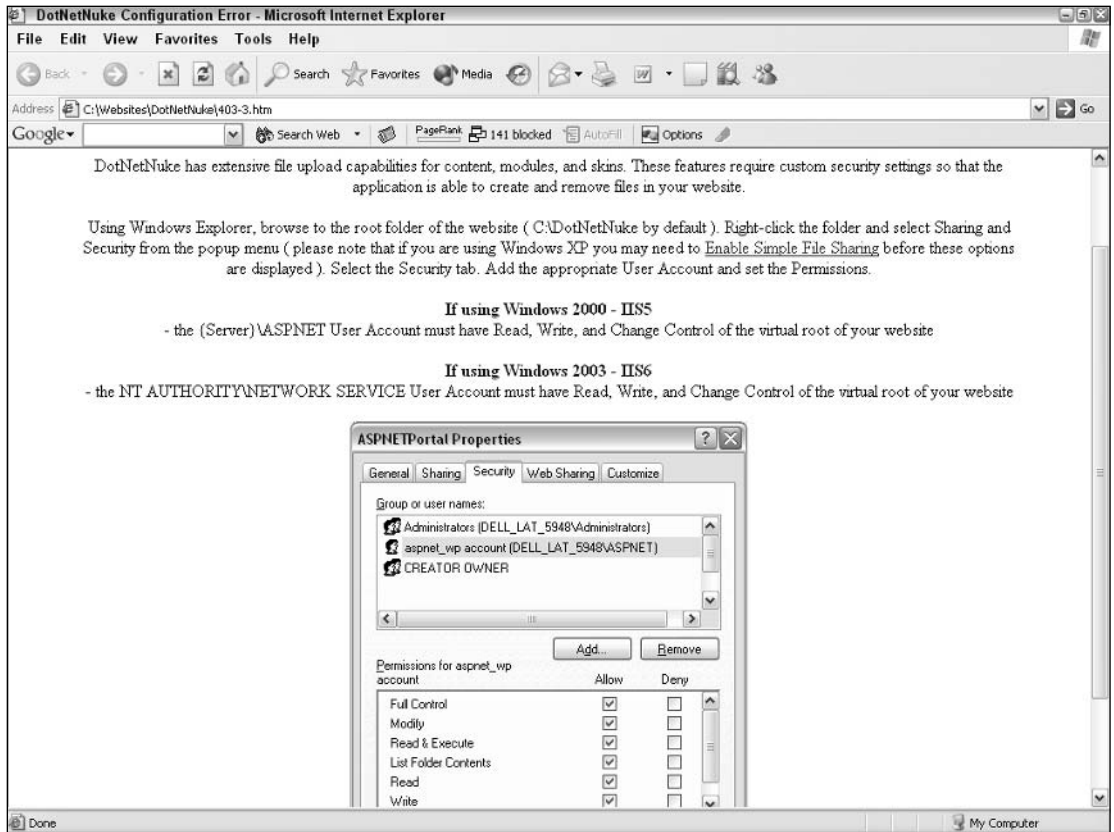 DotNetNuke Configuration Error - Microsoft Internet Explorer
File Edit View Favorites Tools Help
Back Search Favorites Media
Address C:\Websites\DotNetNuke\403-3.htm Go
Google Search Web PageRank 141 blocked AutoFill Options
DotNetNuke has extensive file upload capabilities for content, modules, and skins. These features require custom security settings so that the
application is able to create and remove files in your website.
Using Windows Explorer, browse to the root folder of the website ( C:\DotNetNuke by default ). Right-click the folder and select Sharing and
Security from the popup menu ( please note that if you are using Windows XP you may need to Enable Simple File Sharing before these options
are displayed ). Select the Security tab. Add the appropriate User Account and set the Permissions.
If using Windows 2000 - IIS5
- the {Server}\ASPNET User Account must have Read, Write, and Change Control of the virtual root of your website
If using Windows 2003 - IIS6
- the NT AUTHORITY\NETWORK SERVICE User Account must have Read, Write, and Change Control of the virtual root of your website
ASPNETPortal Properties
General Sharing Security Web Sharing Customize
Group or user names:
Administrators (DELL_LAT_5948\Administrators)
aspnet_wp account (DELL_LAT_5948\ASPNET)
CREATOR OWNER
Add... Remove
Permissions for aspnet_wp
account Allow Deny
Full Control
Modify
Read & Execute
List Folder Contents
Read
Write
Done My Computer